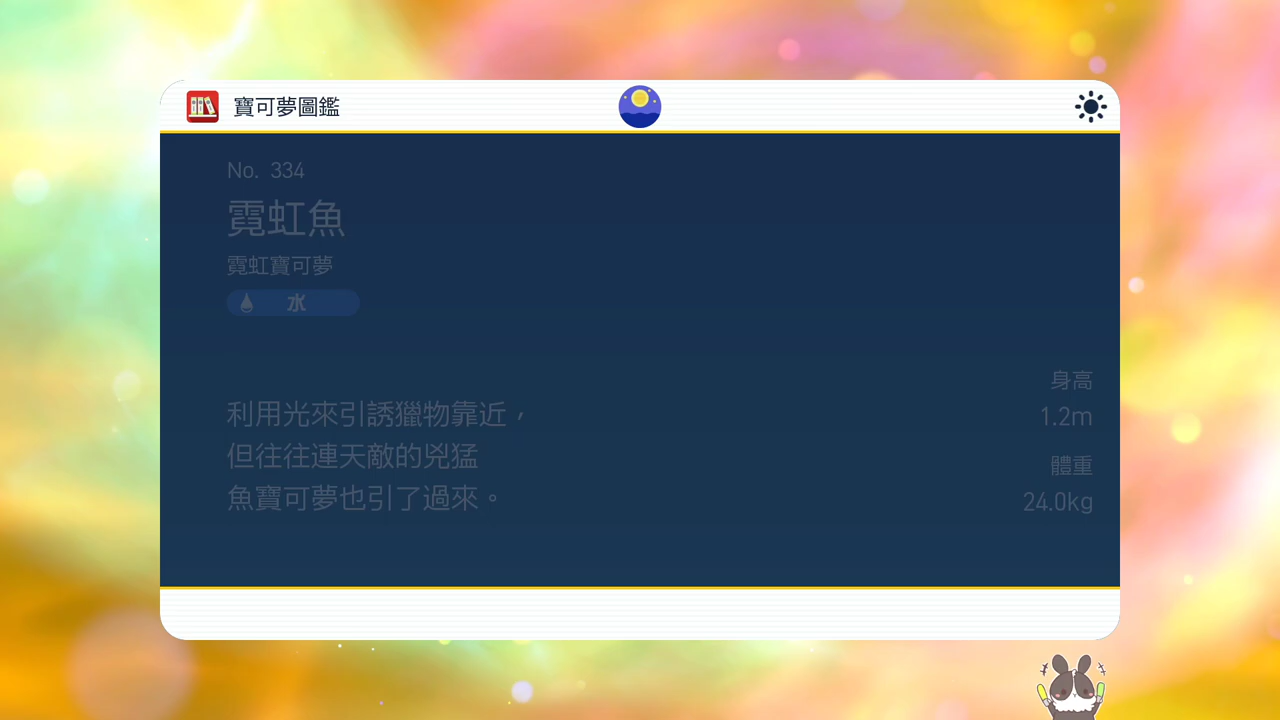 寶可夢圖鑑
No. 334
霓虹魚
霓虹寶可夢
水
利用光來引誘獵物靠近，
但往往連天敵的兇猛
魚寶可夢也引了過來。
身高
1.2m
體重
24.0kg